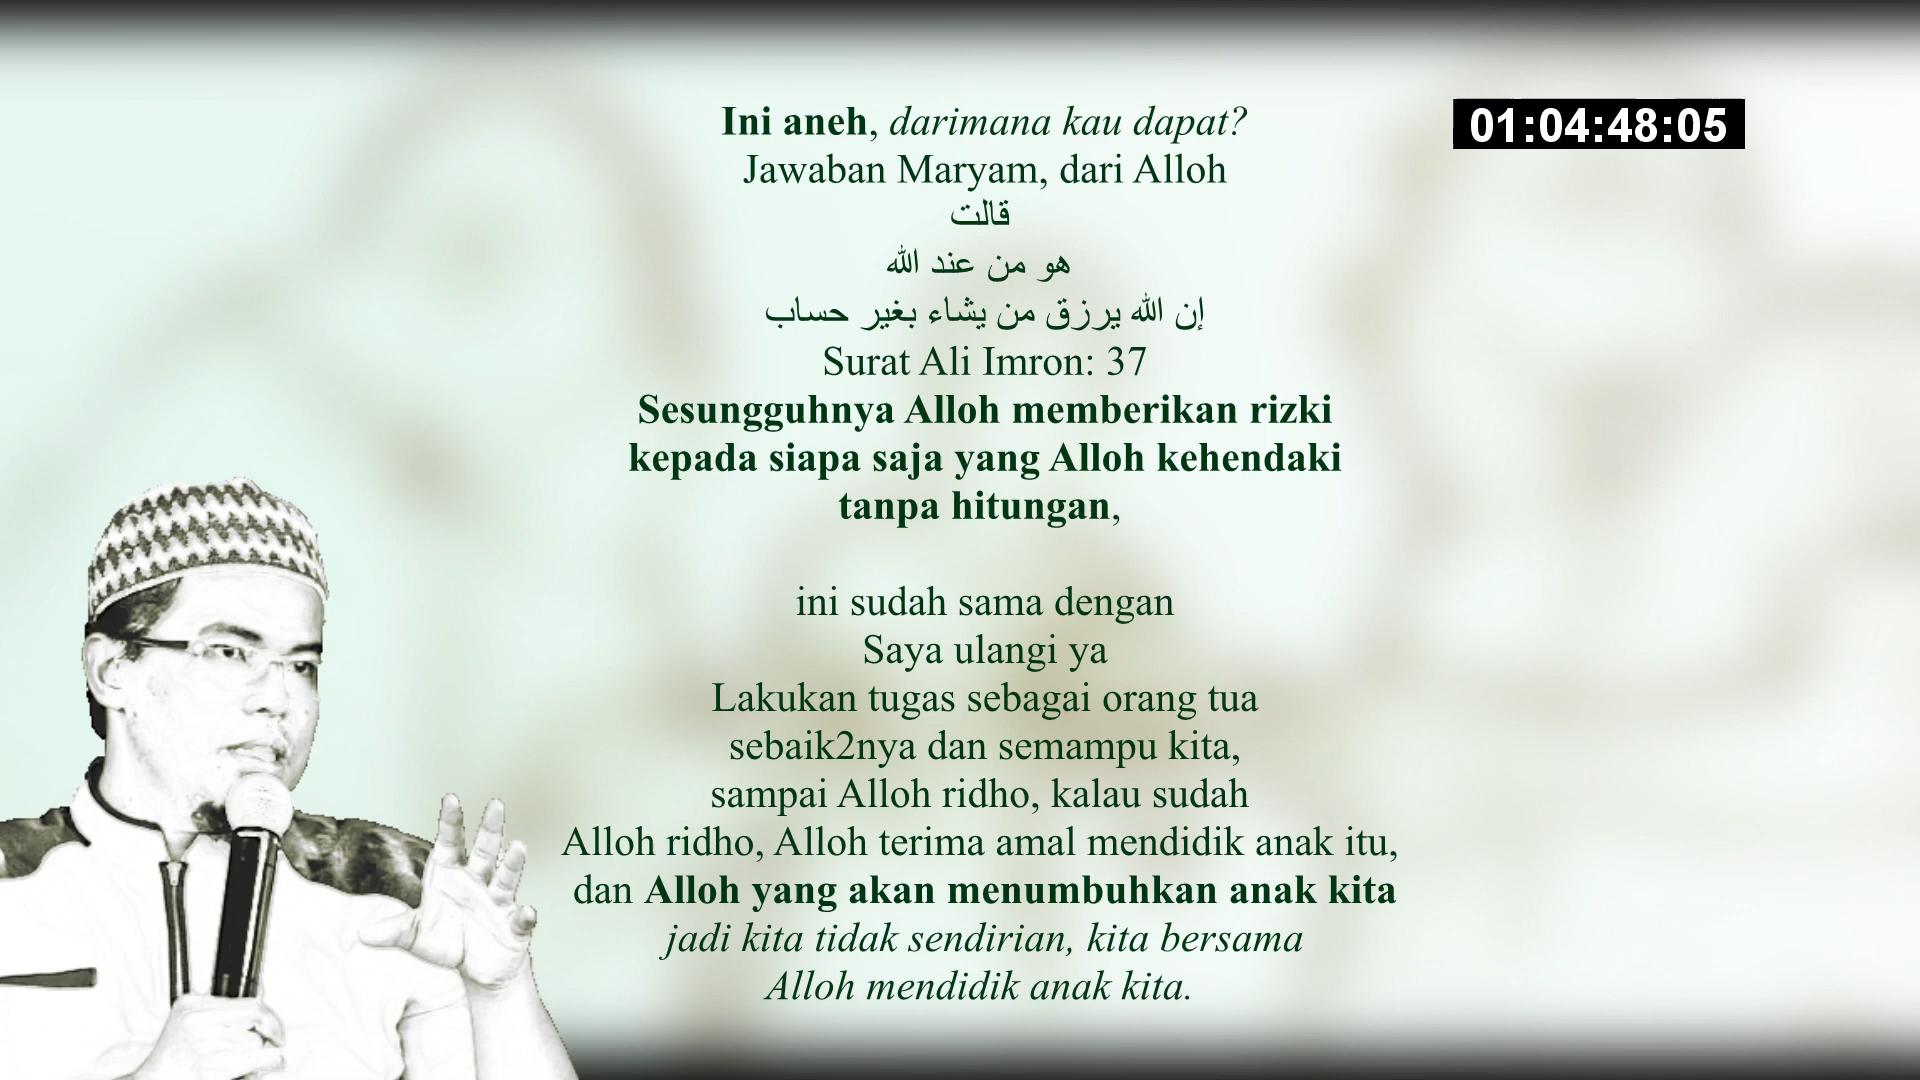 Ini aneh, darimana kau dapat?
01:04:48:05
Jawaban Maryam, dari Alloh
قالت
هو من عند الله
إن الله يرزق من يشاء بغير حساب
Surat Ali Imron: 37
Sesungguhnya Alloh memberikan rizki
kepada siapa saja yang Alloh kehendaki
tanpa hitungan,
ini sudah sama dengan
Saya ulangi ya
Lakukan tugas sebagai orang tua
sebaik2nya dan semampu kita,
sampai Alloh ridho, kalau sudah
Alloh ridho, Alloh terima amal mendidik anak itu,
dan Alloh yang akan menumbuhkan anak kita
jadi kita tidak sendirian, kita bersama
Alloh mendidik anak kita.